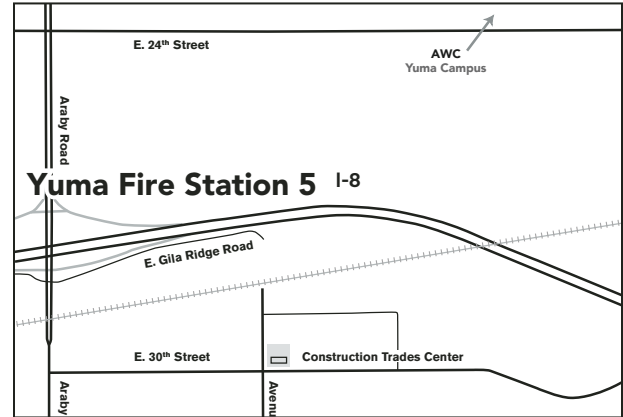 E. 24th Street
AWC
Yuma Campus
Araby Road
Yuma Fire Station 5
I-8
E. Gila Ridge Road
E. 30th Street
Construction Trades Center
Araby
Avenu